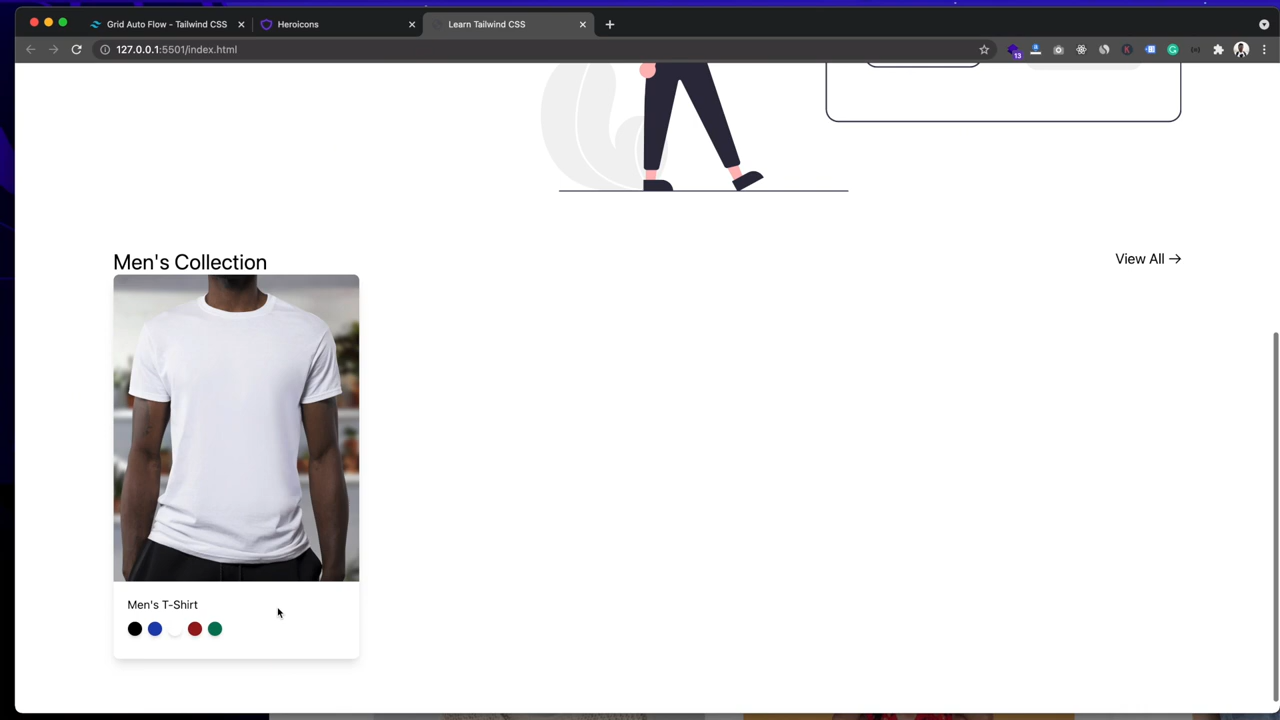 Grid Auto Flow - Tailwind CSS
Heroicons
Learn Tailwind CSS
127.0.0.1:5501/index.html
13
Men's Collection
View All →
Men's T-Shirt